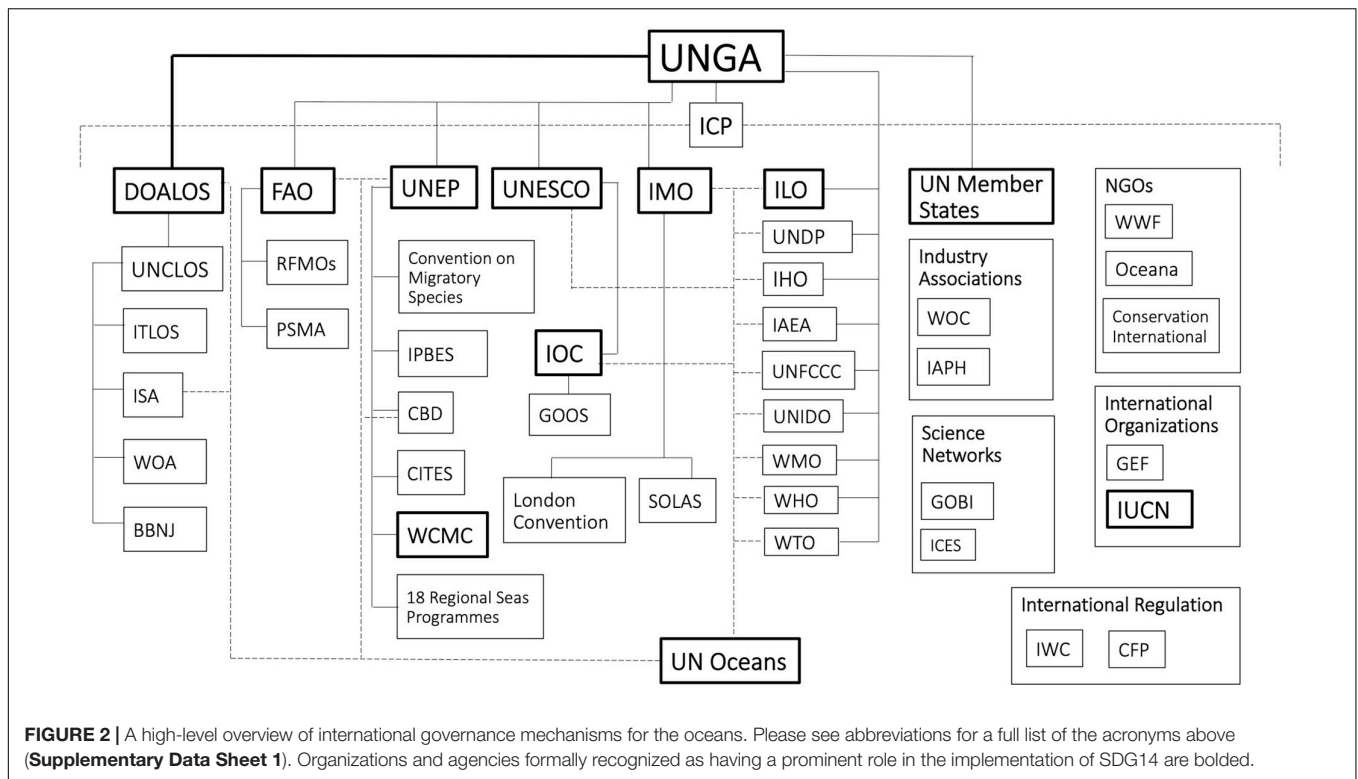 UNGA
ICP
DOALOS
FAO
UNEP
UNESCO
IMO
ILO
UN Member
States
NGOs
WWF
Oceana
Conservation
International
UNCLOS
ITLOS
ISA
WOA
BBNJ
RFMOs
PSMA
Convention on
Migratory
Species
IPBES
CBD
CITES
WCMC
18 Regional Seas
Programmes
IOC
GOOS
London
Convention
SOLAS
UNDP
IHO
IAEA
UNFCCC
UNIDO
WMO
WHO
WTO
Industry
Associations
WOC
IAPH
Science
Networks
GOBI
ICES
International
Organizations
GEF
IUCN
International Regulation
IWC
CFP
UN Oceans
FIGURE 2 | A high-level overview of international governance mechanisms for the oceans. Please see abbreviations for a full list of the acronyms above
(Supplementary Data Sheet 1). Organizations and agencies formally recognized as having a prominent role in the implementation of SDG14 are bolded.